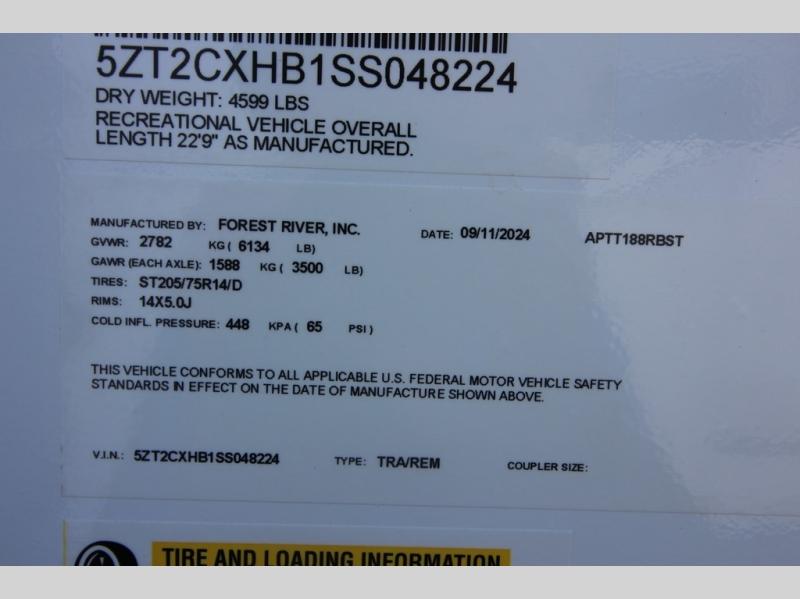 5ZT2CXHB1SS048224
DRY WEIGHT: 4599 LBS
RECREATIONAL VEHICLE OVERALL
LENGTH 22'9" AS MANUFACTURED.
MANUFACTURED BY: FOREST RIVER, INC. DATE: 09/11/2024 APTT188RBST
GVWR: 2782 KG ( 6134 LB)
GAWR (EACH AXLE): 1588 KG ( 3500 LB)
TIRES: ST205/75R14/D
RIMS: 14X5.0J
COLD INFL. PRESSURE: 448 KPA ( 65 PSI )
THIS VEHICLE CONFORMS TO ALL APPLICABLE U.S. FEDERAL MOTOR VEHICLE SAFETY
STANDARDS IN EFFECT ON THE DATE OF MANUFACTURE SHOWN ABOVE.
V.I.N.: 5ZT2CXHB1SS048224 TYPE: TRA/REM COUPLER SIZE:
TIRE AND LOADING INFORMATION